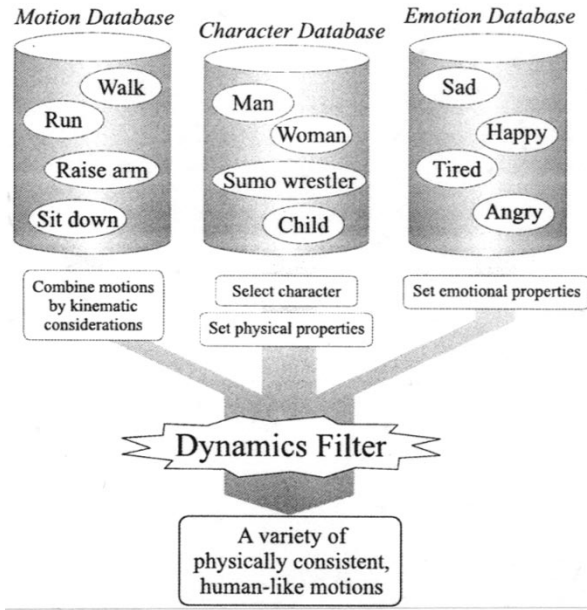 Motion Database
Character Database
Emotion Database
Walk
Run
Raise arm
Sit down
Man
Woman
Sumo wrestler
Child
Sad
Happy
Tired
Angry
Combine motions
by kinematic
considerations
Select character
Set physical properties
Set emotional properties
Dynamics Filter
A variety of
physically consistent,
human-like motions